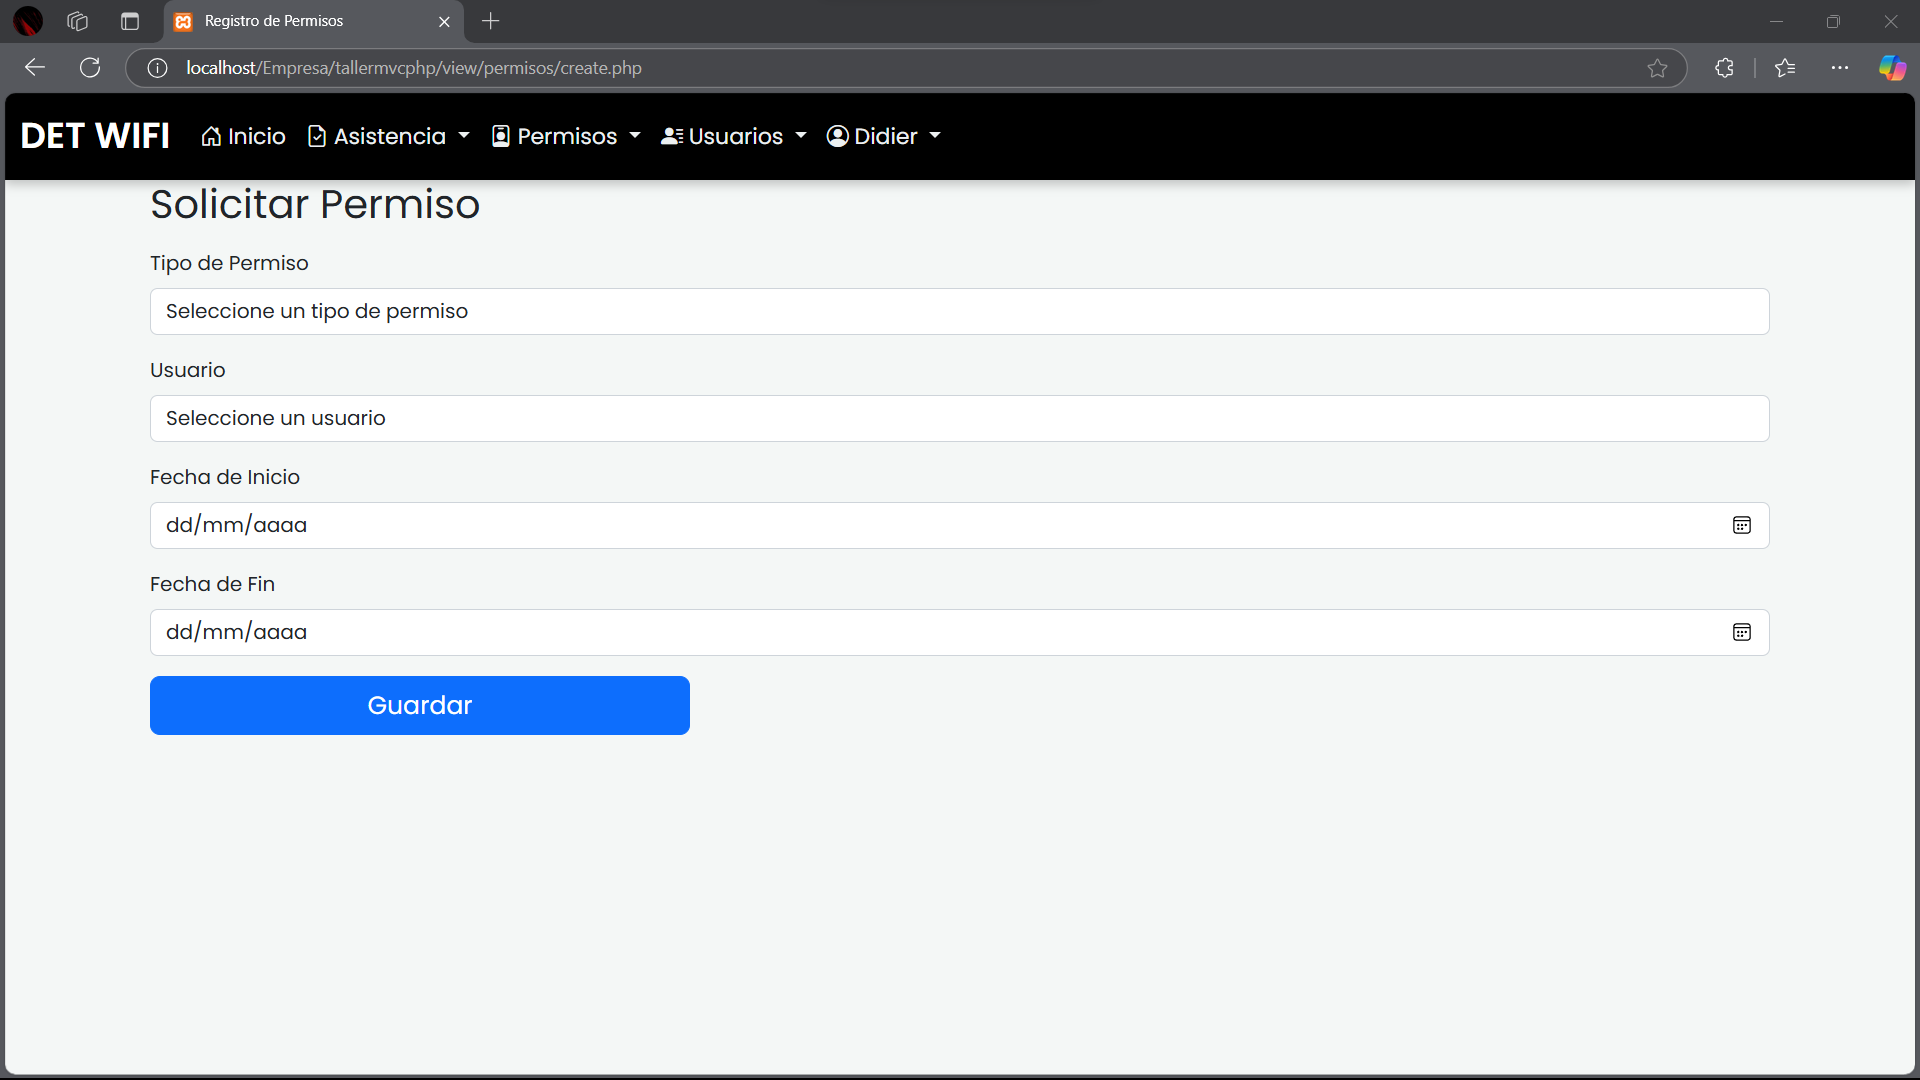 Registro de Permisos
localhost/Empresa/tallermvcphp/view/permisos/create.php
DET WIFI Inicio Asistencia Permisos Usuarios Didier
Solicitar Permiso
Tipo de Permiso
Seleccione un tipo de permiso
Usuario
Seleccione un usuario
Fecha de Inicio
dd/mm/aaaa
Fecha de Fin
dd/mm/aaaa
Guardar